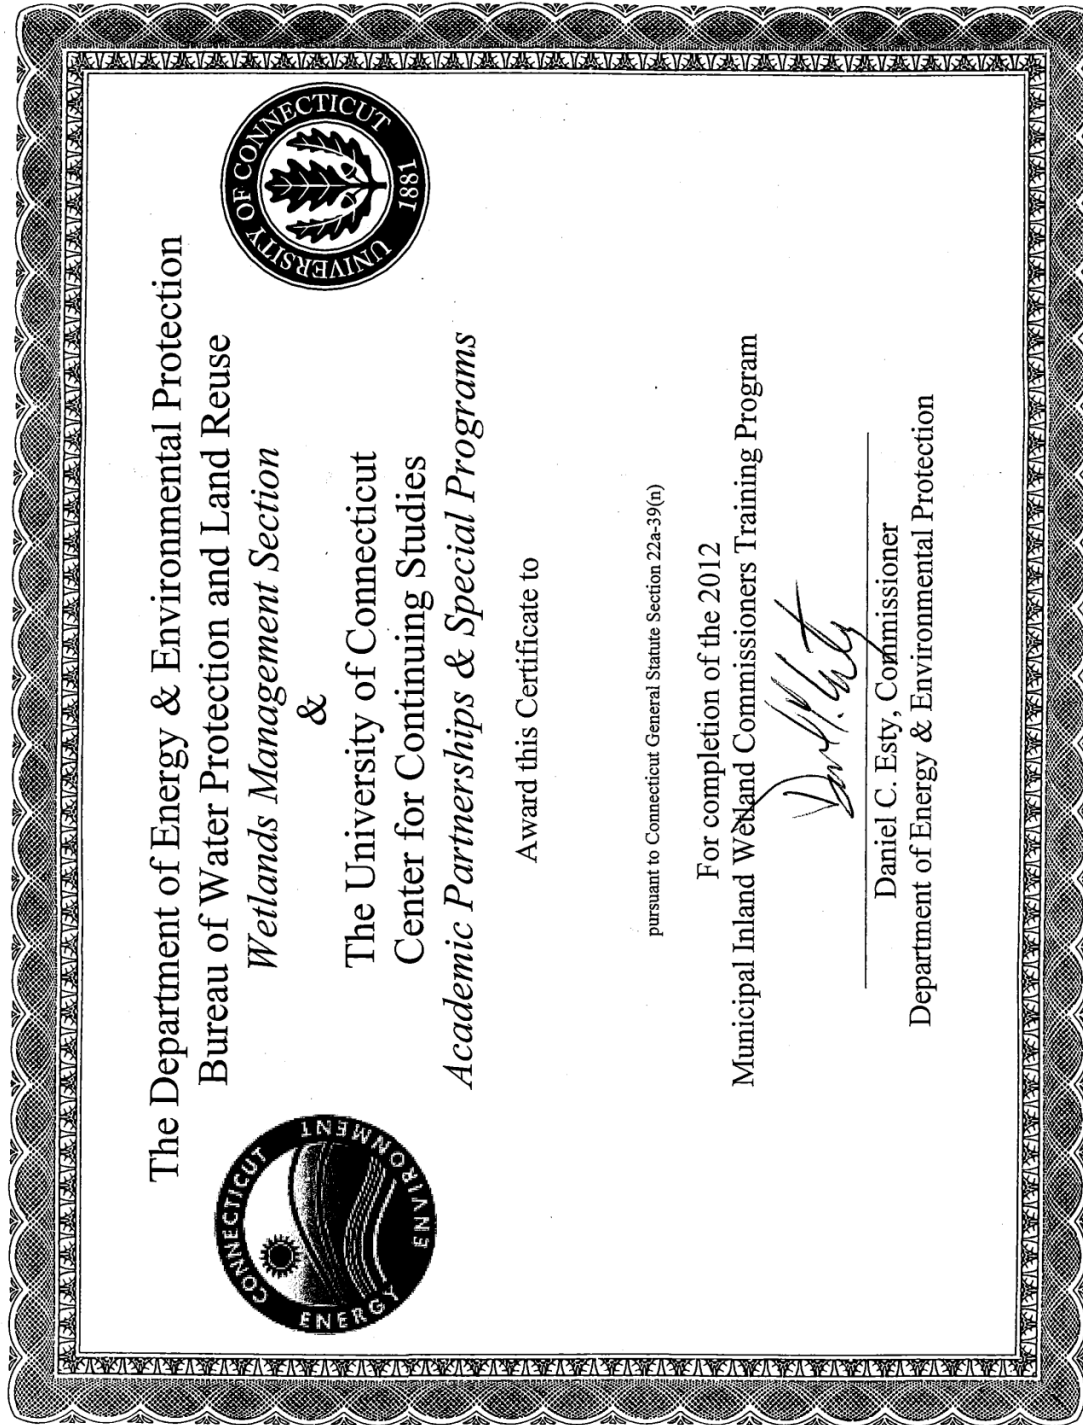 The Department of Energy & Environmental Protection
Bureau of Water Protection and Land Reuse
Wetlands Management Section
&
The University of Connecticut
Center for Continuing Studies
Academic Partnerships & Special Programs
CONNECTICUT
ENERGY
ENVIRONMENT
UNIVERSITY OF CONNECTICUT
1881
Award this Certificate to
pursuant to Connecticut General Statute Section 22a-39(n)
For completion of the 2012
Municipal Inland Wetland Commissioners Training Program
Daniel C. Esty, Commissioner
Department of Energy & Environmental Protection